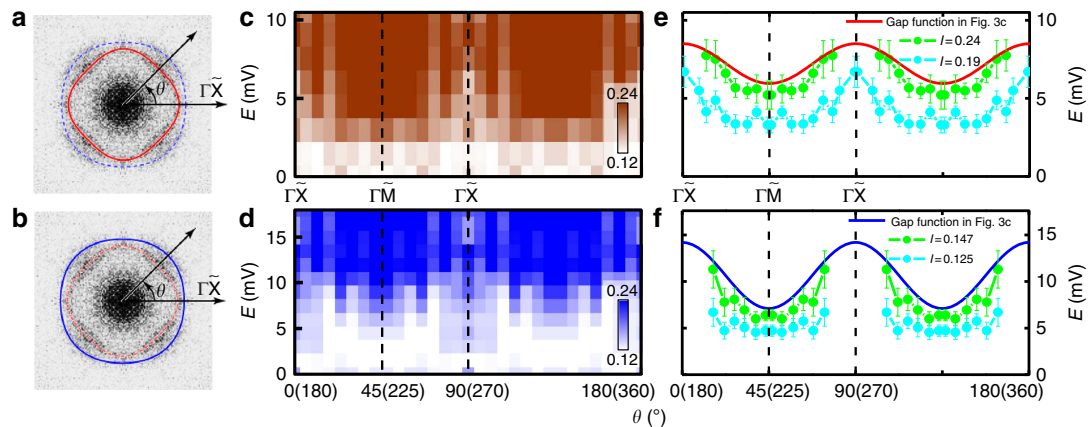 a
θ
ΓX̃
b
θ
ΓX̃
c
E (mV)
10
5
0
0.24
0.12
ΓX̃
ΓM̃
ΓX̃
d
E (mV)
15
10
5
0
0.24
0.12
0(180)
45(225)
90(270)
180(360)
θ (°)
e
Gap function in Fig. 3c
I = 0.24
I = 0.19
10
5
0
E (mV)
ΓX̃
ΓM̃
ΓX̃
f
Gap function in Fig. 3c
I = 0.147
I = 0.125
15
10
5
0
E (mV)
0(180)
45(225)
90(270)
180(360)